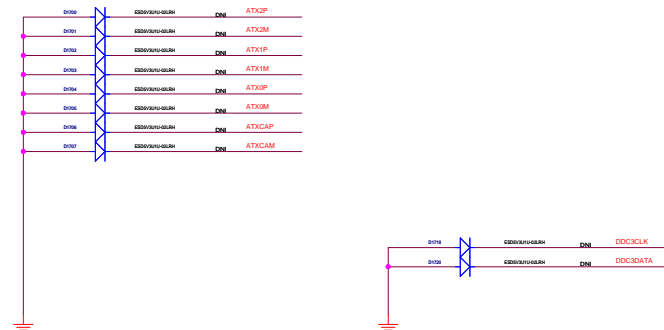 D1700 ESD5V3U1U-02LRH DNI ATX2P
D1701 ESD5V3U1U-02LRH DNI ATX2M
D1702 ESD5V3U1U-02LRH DNI ATX1P
D1703 ESD5V3U1U-02LRH DNI ATX1M
D1704 ESD5V3U1U-02LRH DNI ATX0P
D1705 ESD5V3U1U-02LRH DNI ATX0M
D1706 ESD5V3U1U-02LRH DNI ATXCAP
D1707 ESD5V3U1U-02LRH DNI ATXCAM
D1719 ESD5V3U1U-02LRH DNI DDC3CLK
D1720 ESD5V3U1U-02LRH DNI DDC3DATA